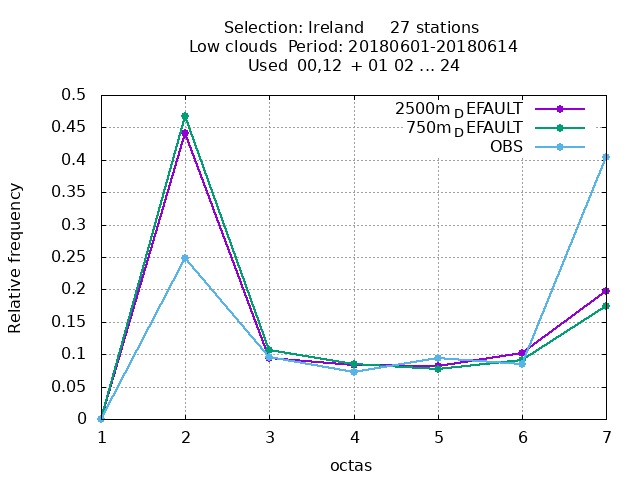 Selection: Ireland 27 stations
Low clouds Period: 20180601-20180614
Used 00,12 + 01 02 ... 24
2500m_DEFAULT
750m_DEFAULT
OBS
0.5
0.45
0.4
0.35
0.3
0.25
0.2
0.15
0.1
0.05
0
Relative frequency
1 2 3 4 5 6 7
octas